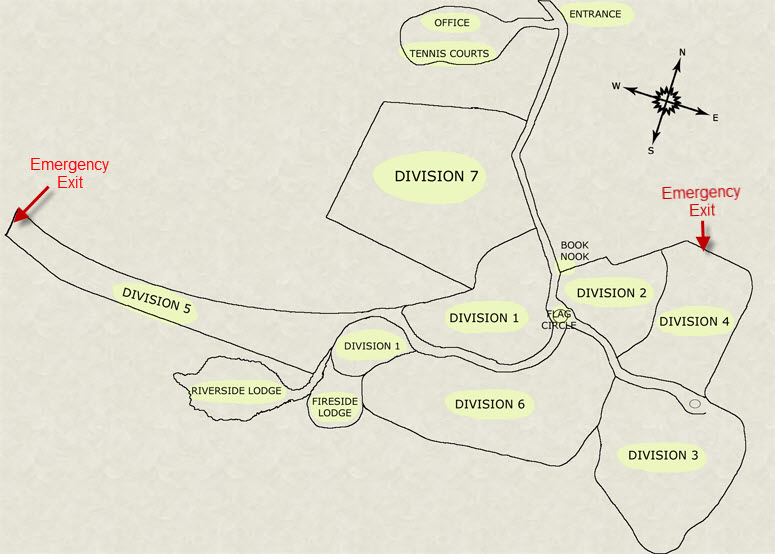 OFFICE
ENTRANCE
TENNIS COURTS
N
W
E
S
DIVISION 7
Emergency
Exit
Emergency
Exit
BOOK
NOOK
DIVISION 5
DIVISION 2
DIVISION 1
FLAG
CIRCLE
DIVISION 4
DIVISION 1
RIVERSIDE LODGE
FIRESIDE
LODGE
DIVISION 6
DIVISION 3